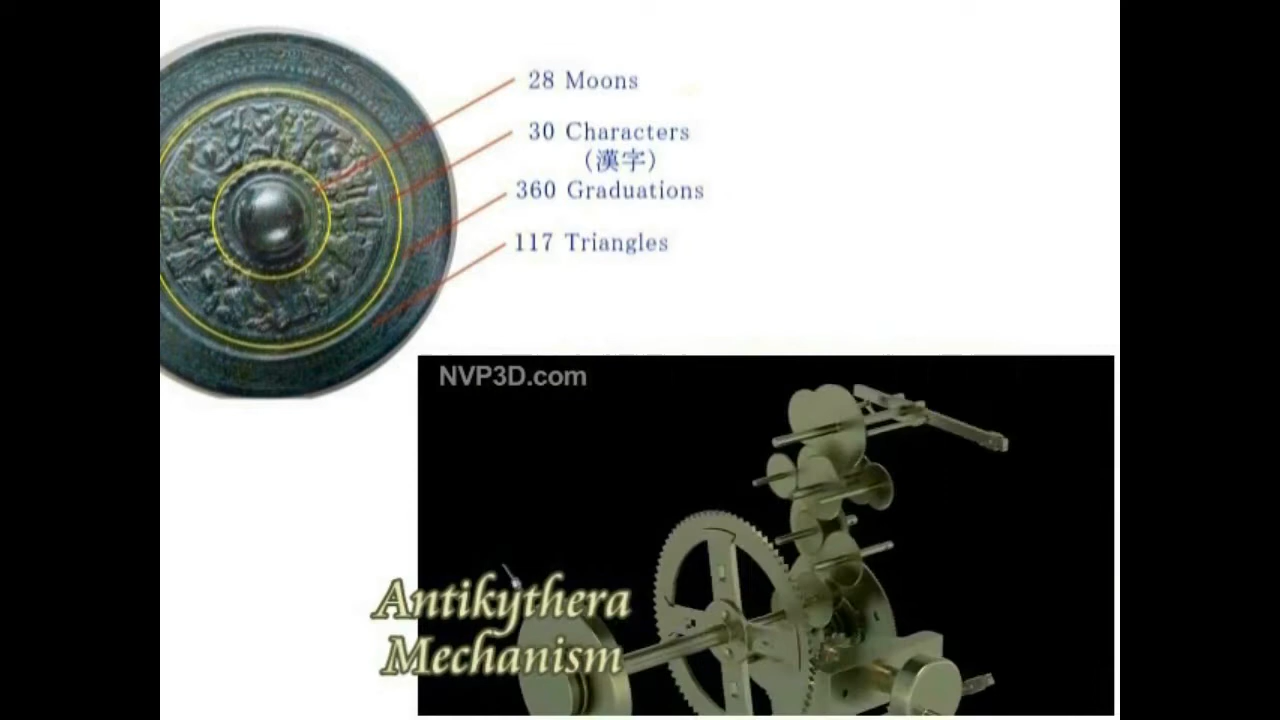 28 Moons
30 Characters
(漢字)
360 Graduations
117 Triangles
NVP3D.com
Antikythera
Mechanism